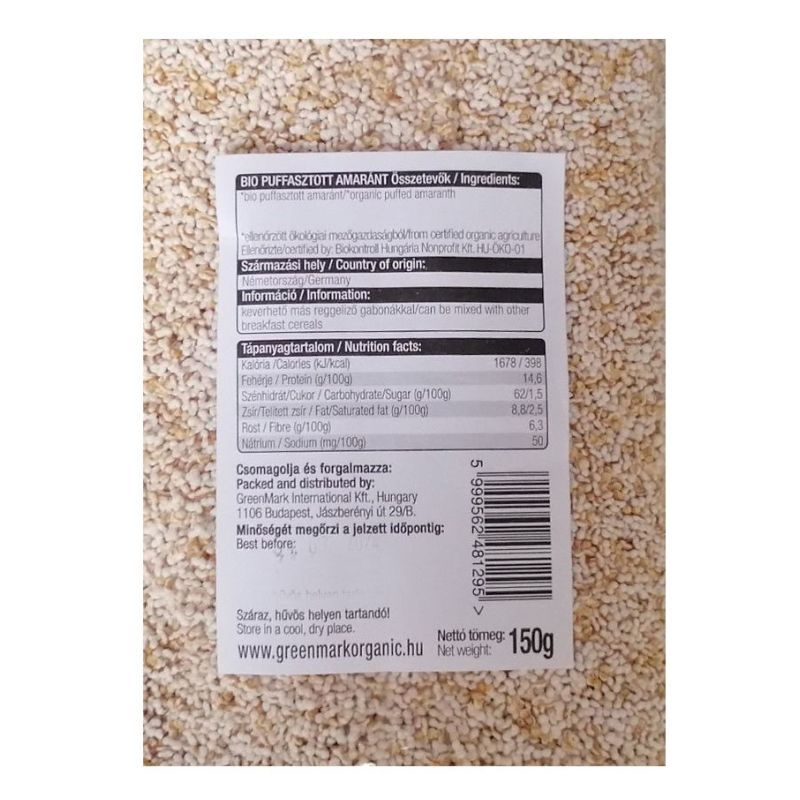 BIO PUFFASZTOTT AMARÁNT Összetevők / Ingredients:
*bio puffasztott amaránt/*organic puffed amaranth
*ellenőrzött ökológiai mezőgazdaságból/from certified organic agriculture
Ellenőrizte/certified by: Biokontroll Hungária Nonprofit Kft. HU-ÖKO-01
Származási hely / Country of origin:
Németország/Germany
Információ / Information:
keverhető más reggeliző gabonákkal/can be mixed with other
breakfast cereals
Tápanyagtartalom / Nutrition facts:
Kalória /Calories (kJ/kcal) 1678 / 398
Fehérje / Protein (g/100g) 14,6
Szénhidrát/Cukor / Carbohydrate/Sugar (g/100g) 62/1,5
Zsír/Telített zsír / Fat/Saturated fat (g/100g) 8,8/2,5
Rost / Fibre (g/100g) 6,3
Nátrium / Sodium (mg/100g) 50
Csomagolja és forgalmazza:
Packed and distributed by:
GreenMark International Kft., Hungary
1106 Budapest, Jászberényi út 29/B.
Minőségét megőrzi a jelzett időpontig:
Best before:
5 999562 481295 >
Száraz, hűvös helyen tartandó!
Store in a cool, dry place.
www.greenmarkorganic.hu
Nettó tömeg: 150g
Net weight: